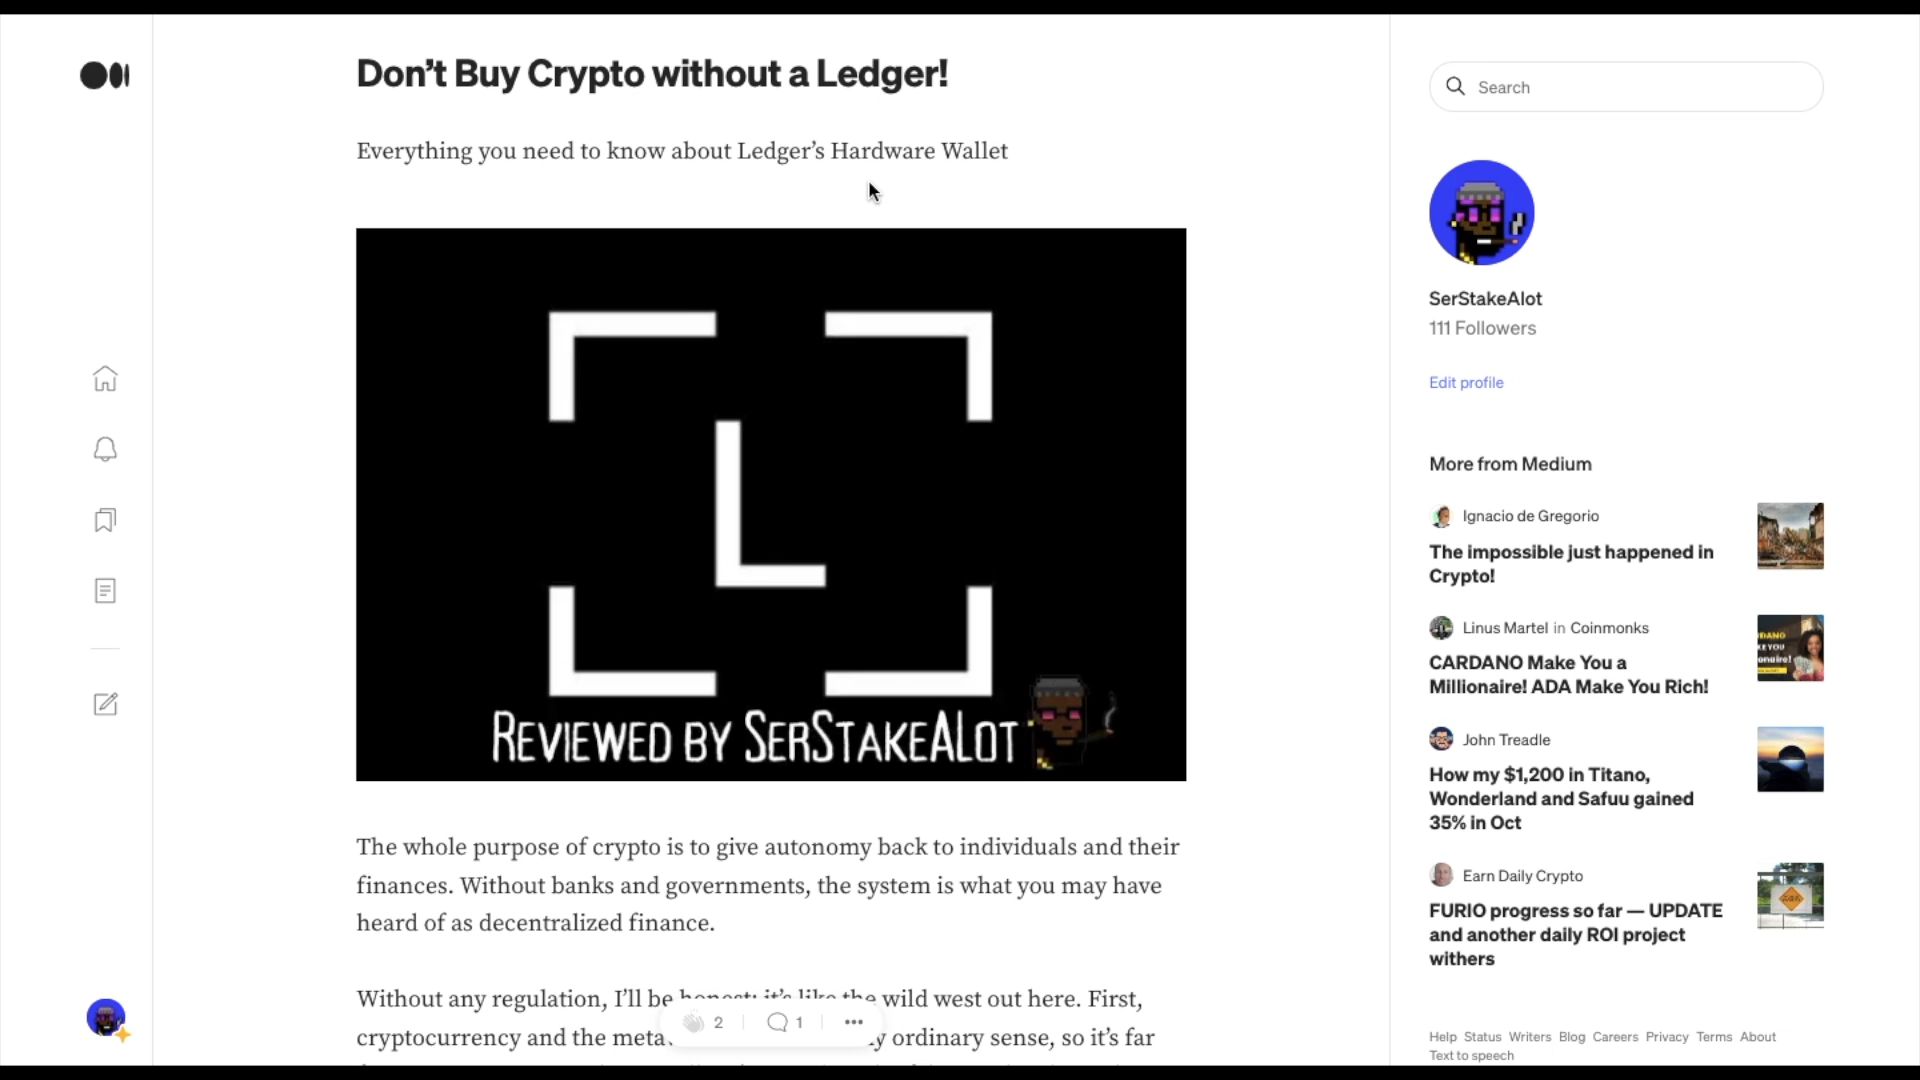 Don’t Buy Crypto without a Ledger!
Everything you need to know about Ledger’s Hardware Wallet
L
REVIEWED BY SERSTAKEALOT
The whole purpose of crypto is to give autonomy back to individuals and their
finances. Without banks and governments, the system is what you may have
heard of as decentralized finance.
Without any regulation, I’ll be honest: it’s like the wild west out here. First,
cryptocurrency and the ordinary sense, so it’s far
2
1
Search
SerStakeAlot
111 Followers
Edit profile
More from Medium
Ignacio de Gregorio
The impossible just happened in
Crypto!
Linus Martel in Coinmonks
CARDANO Make You a
Millionaire! ADA Make You Rich!
John Treadle
How my $1,200 in Titano,
Wonderland and Safuu gained
35% in Oct
Earn Daily Crypto
FURIO progress so far — UPDATE
and another daily ROI project
withers
Help Status Writers Blog Careers Privacy Terms About
Text to speech